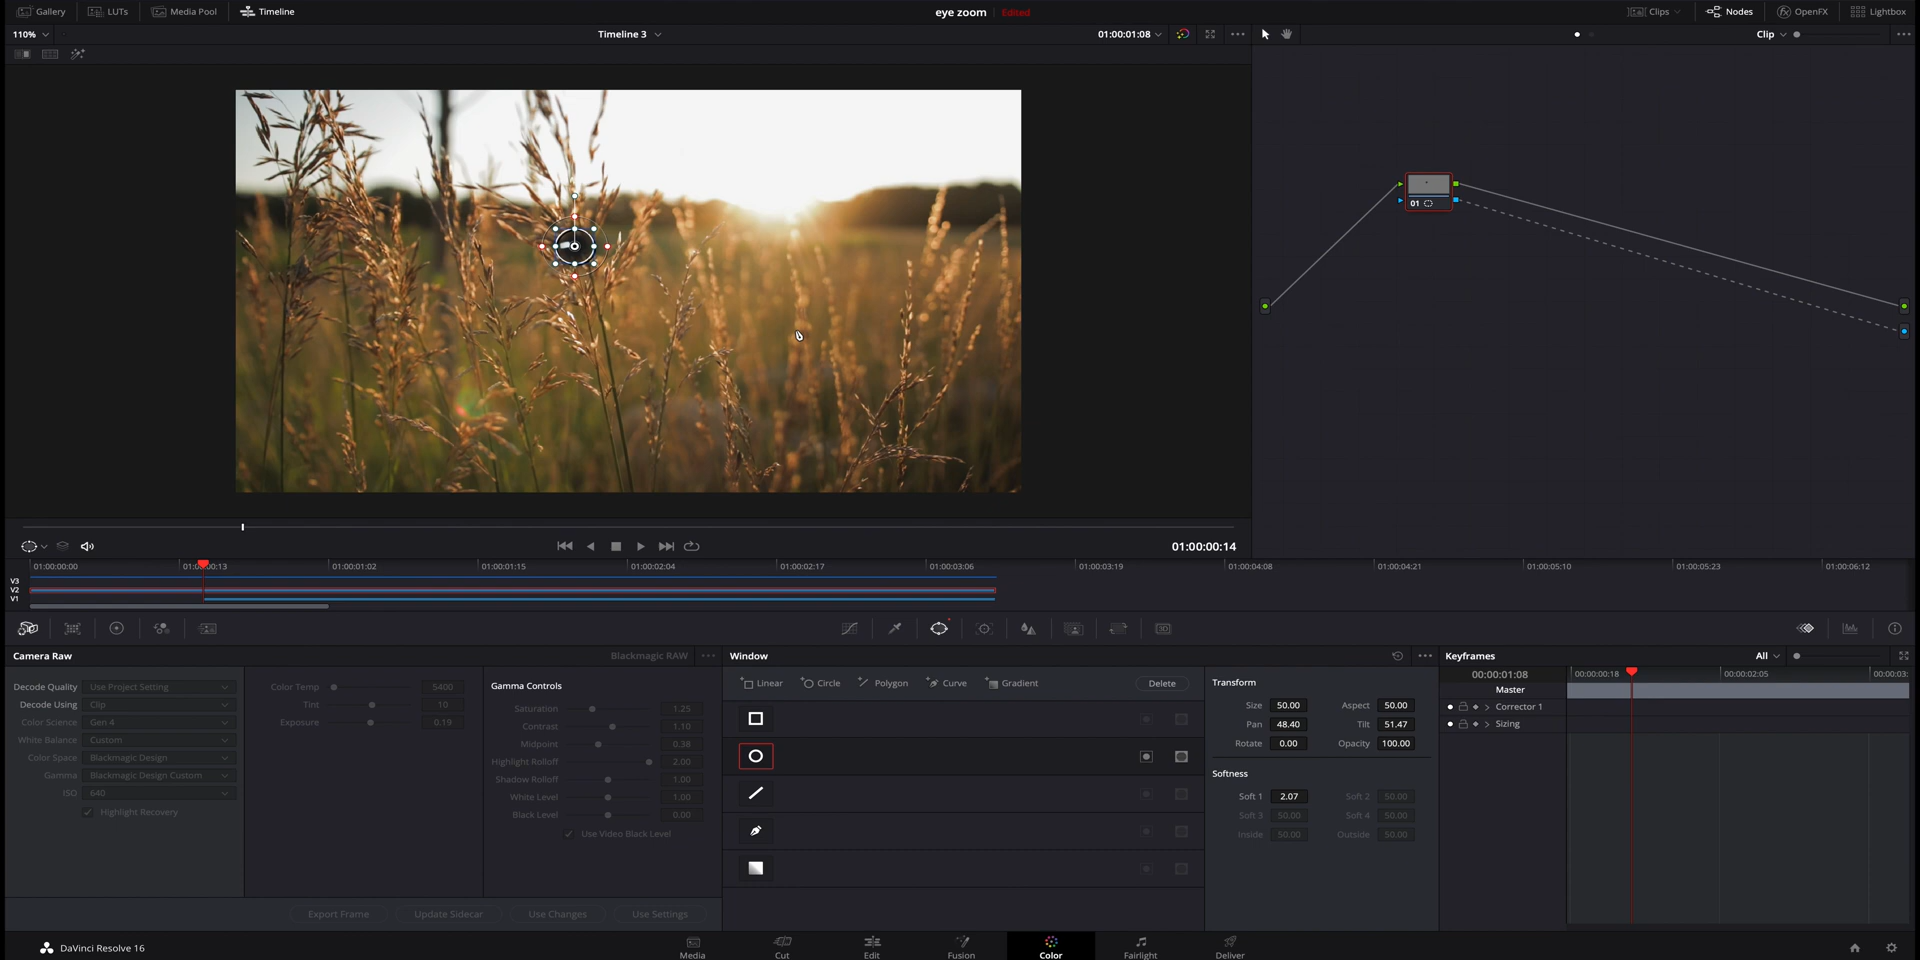 Gallery LUTs Media Pool Timeline eye zoom Edited Clips Nodes OpenFX Lightbox
110% Timeline 3 01:00:01:08 Clip
01
01:00:00:14
01:00:00:00 01:00:00:13 01:00:01:02 01:00:01:15 01:00:02:04 01:00:02:17 01:00:03:06 01:00:03:19 01:00:04:08 01:00:04:21 01:00:05:10 01:00:05:23 01:00:06:12
V3
V2
V1
3D
Camera Raw Blackmagic RAW
Decode Quality Use Project Setting
Decode Using Clip
Color Science Gen 4
White Balance Custom
Color Space Blackmagic Design
Gamma Blackmagic Design Custom
ISO 640
Highlight Recovery
Color Temp 5400
Tint 10
Exposure 0.19
Gamma Controls
Saturation 1.25
Contrast 1.10
Midpoint 0.38
Highlight Rolloff 2.00
Shadow Rolloff 1.00
White Level 1.00
Black Level 0.00
Use Video Black Level
Export Frame Update Sidecar Use Changes Use Settings
Window
Linear Circle Polygon Curve Gradient Delete
Transform
Size 50.00 Aspect 50.00
Pan 48.40 Tilt 51.47
Rotate 0.00 Opacity 100.00
Softness
Soft 1 2.07 Soft 2 50.00
Soft 3 50.00 Soft 4 50.00
Inside 50.00 Outside 50.00
Keyframes All
00:00:01:08 00:00:00:18 00:00:02:05 00:00:03:
Master
Corrector 1
Sizing
DaVinci Resolve 16
Media Cut Edit Fusion Color Fairlight Deliver